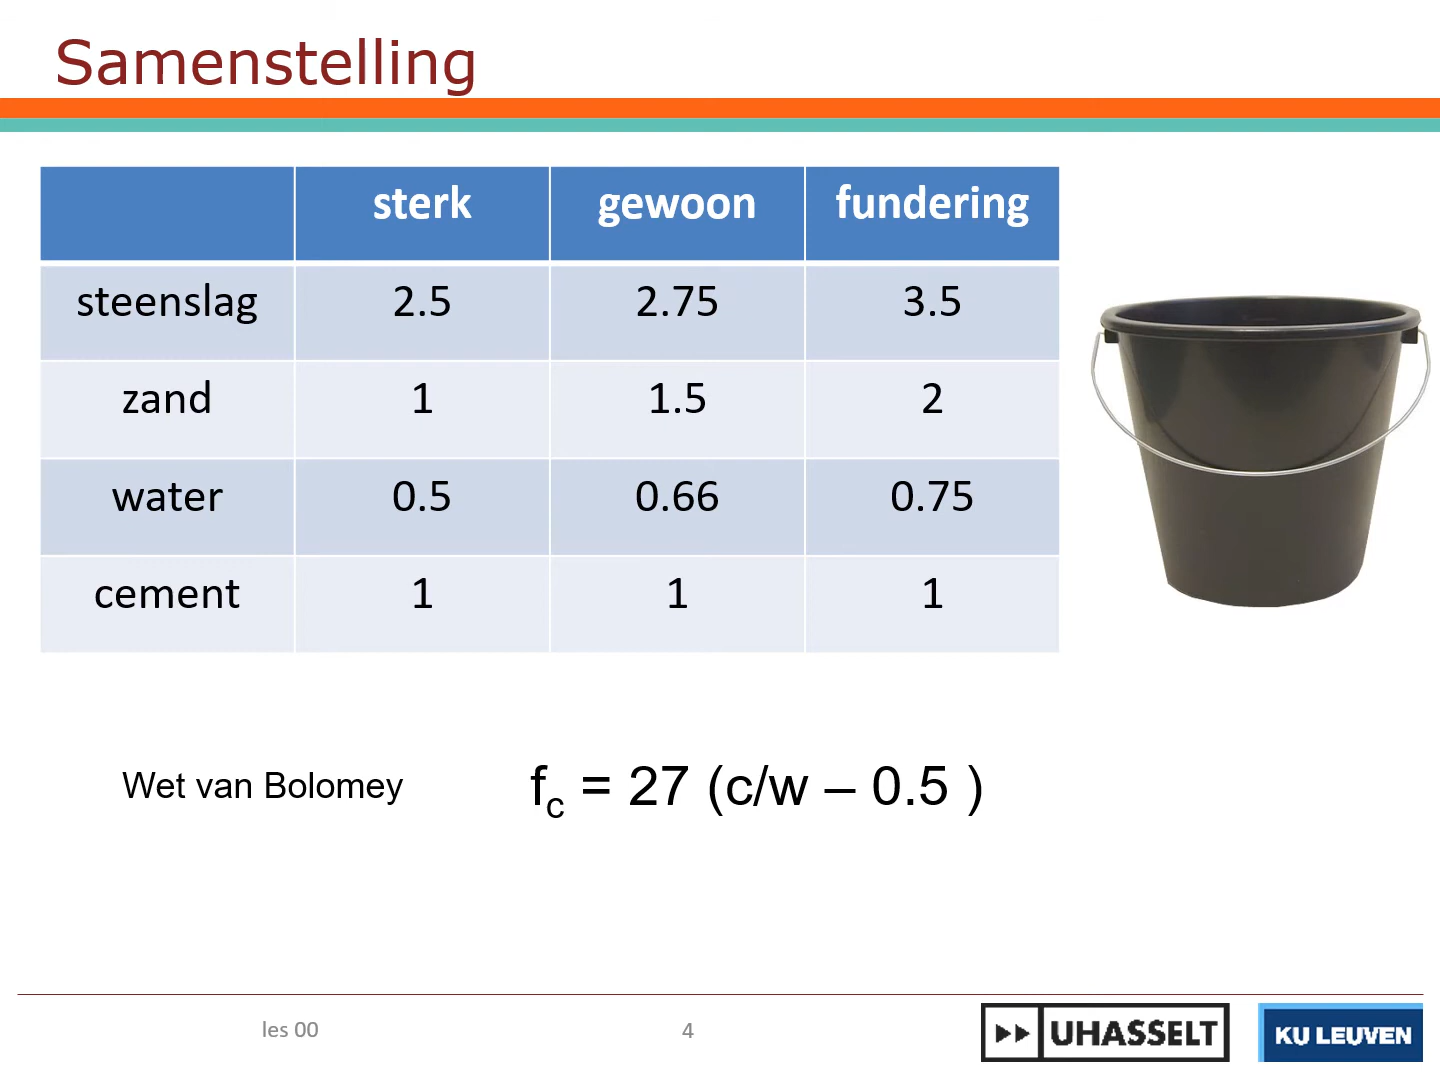 Samenstelling
sterk gewoon fundering
steenslag 2.5 2.75 3.5
zand 1 1.5 2
water 0.5 0.66 0.75
cement 1 1 1
Wet van Bolomey fc = 27 (c/w – 0.5 )
les 00 4 UHASSELT KU LEUVEN